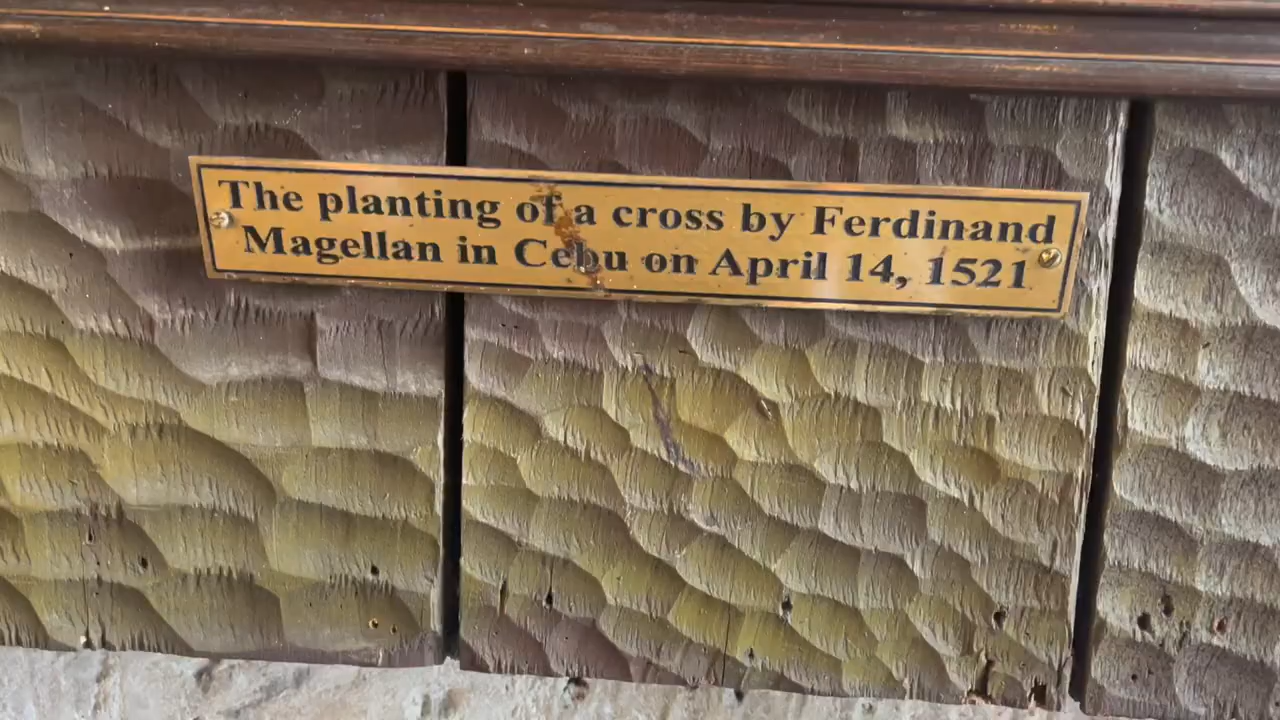 The planting of a cross by Ferdinand
Magellan in Cebu on April 14, 1521